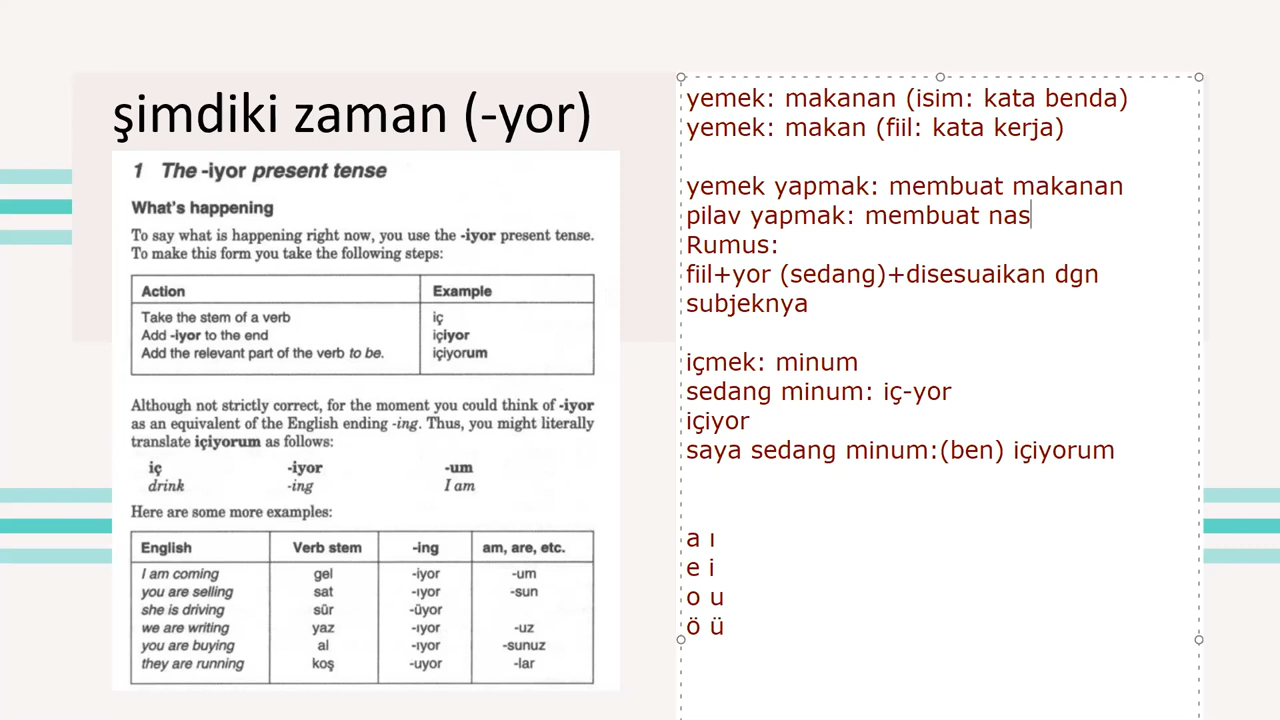 şimdiki zaman (-yor)
1 The -iyor present tense
What's happening
To say what is happening right now, you use the -iyor present tense.
To make this form you take the following steps:
Action Example
Take the stem of a verb iç
Add -iyor to the end içiyor
Add the relevant part of the verb to be. içiyorum
Although not strictly correct, for the moment you could think of -iyor
as an equivalent of the English ending -ing. Thus, you might literally
translate içiyorum as follows:
iç -iyor -um
drink -ing I am
Here are some more examples:
English Verb stem -ing am, are, etc.
I am coming gel -iyor -um
you are selling sat -ıyor -sun
she is driving sür -üyor
we are writing yaz -ıyor -uz
you are buying al -ıyor -sunuz
they are running koş -uyor -lar
yemek: makanan (isim: kata benda)
yemek: makan (fiil: kata kerja)
yemek yapmak: membuat makanan
pilav yapmak: membuat nas
Rumus:
fiil+yor (sedang)+disesuaikan dgn
subjeknya
içmek: minum
sedang minum: iç-yor
içiyor
saya sedang minum:(ben) içiyorum
a ı
e i
o u
ö ü